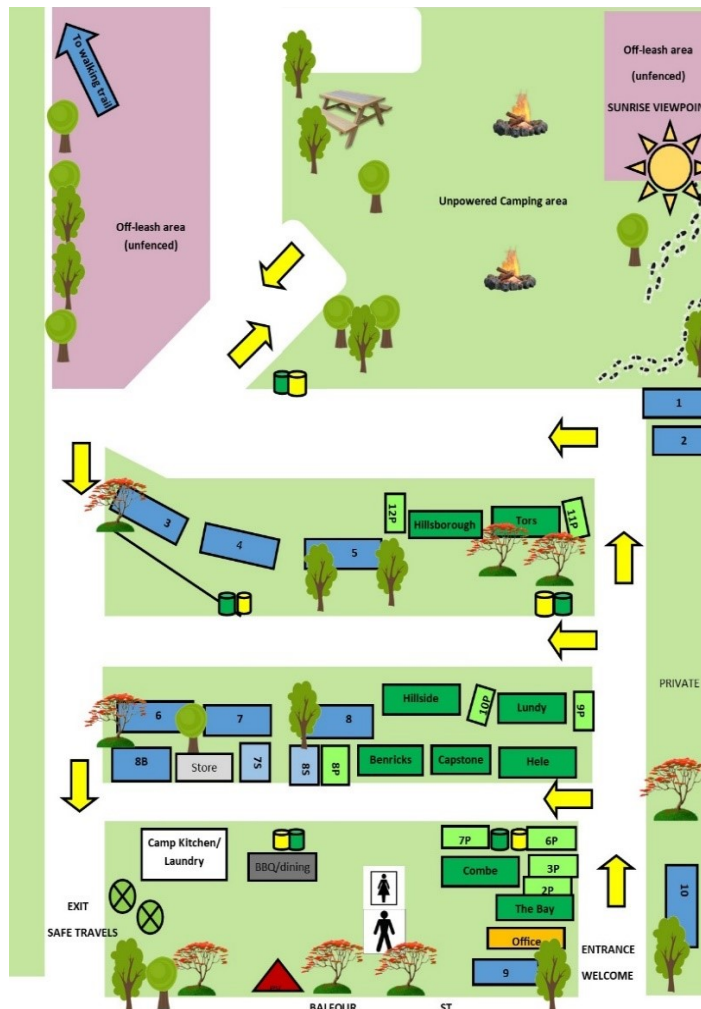 To walking trail
Off-leash area
(unfenced)
SUNRISE VIEWPOIN
Unpowered Camping area
Off-leash area
(unfenced)
1
2
3
4
5
12P
Hillsborough
Tors
11P
PRIVATE
6
7
8
Hillside
10P
Lundy
9P
8B
Store
7S
8S
8P
Benricks
Capstone
Hele
Camp Kitchen/
Laundry
BBQ/dining
7P
6P
Combe
3P
2P
The Bay
10
EXIT
SAFE TRAVELS
Office
9
ENTRANCE
WELCOME
BALFOUR ST